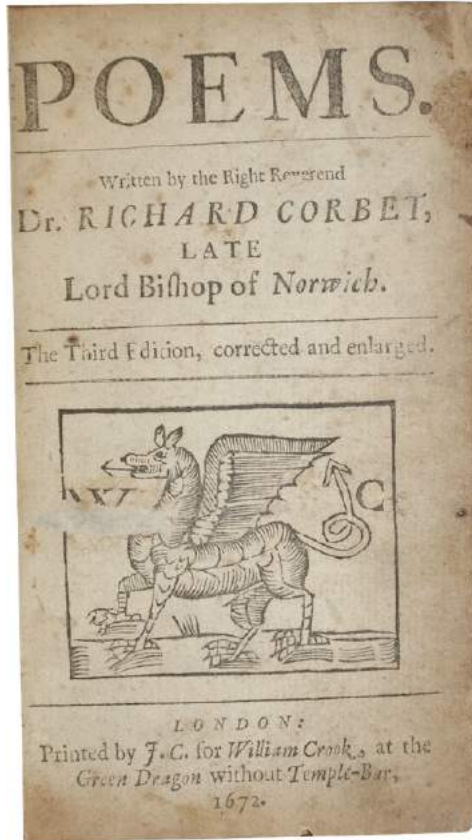 POEMS.
Written by the Right Reverend
Dr. RICHARD CORBET,
LATE
Lord Biſhop of Norwich.
The Third Edition, corrected and enlarged.
W C
LONDON:
Printed by J.C. for William Crook, at the
Green Dragon without Temple-Bar,
1672.